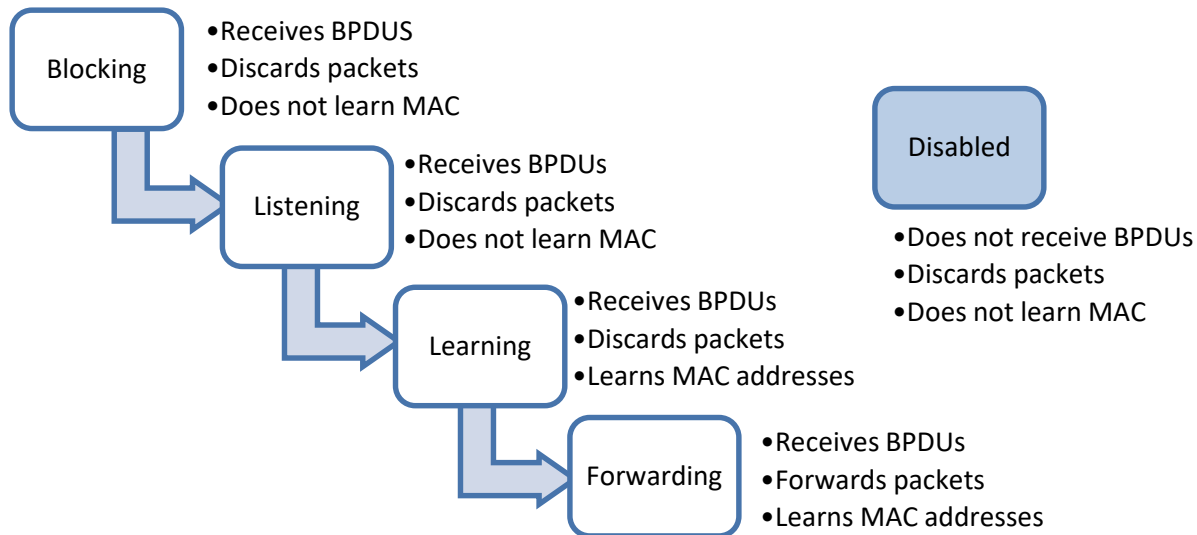 Blocking
•Receives BPDUS
•Discards packets
•Does not learn MAC
Listening
•Receives BPDUs
•Discards packets
•Does not learn MAC
Learning
•Receives BPDUs
•Discards packets
•Learns MAC addresses
Forwarding
•Receives BPDUs
•Forwards packets
•Learns MAC addresses
Disabled
•Does not receive BPDUs
•Discards packets
•Does not learn MAC